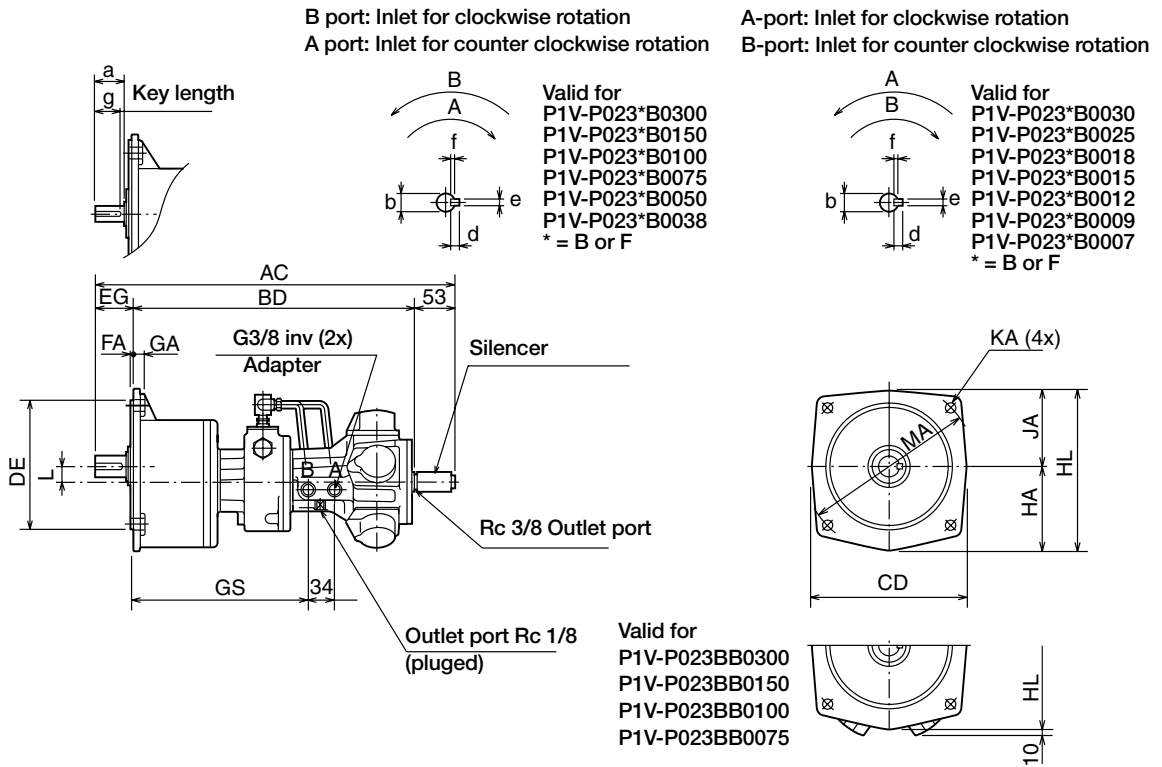 B port: Inlet for clockwise rotation
A port: Inlet for counter clockwise rotation
A-port: Inlet for clockwise rotation
B-port: Inlet for counter clockwise rotation
a
g
Key length
B
A
f
b
e
d
Valid for
P1V-P023*B0300
P1V-P023*B0150
P1V-P023*B0100
P1V-P023*B0075
P1V-P023*B0050
P1V-P023*B0038
* = B or F
A
B
f
b
e
d
Valid for
P1V-P023*B0030
P1V-P023*B0025
P1V-P023*B0018
P1V-P023*B0015
P1V-P023*B0012
P1V-P023*B0009
P1V-P023*B0007
* = B or F
AC
EG
BD
53
FA
GA
G3/8 inv (2x)
Adapter
Silencer
DE
L
B
A
Rc 3/8 Outlet port
GS
34
Outlet port Rc 1/8
(pluged)
KA (4x)
MA
JA
HA
HL
CD
Valid for
P1V-P023BB0300
P1V-P023BB0150
P1V-P023BB0100
P1V-P023BB0075
HL
10